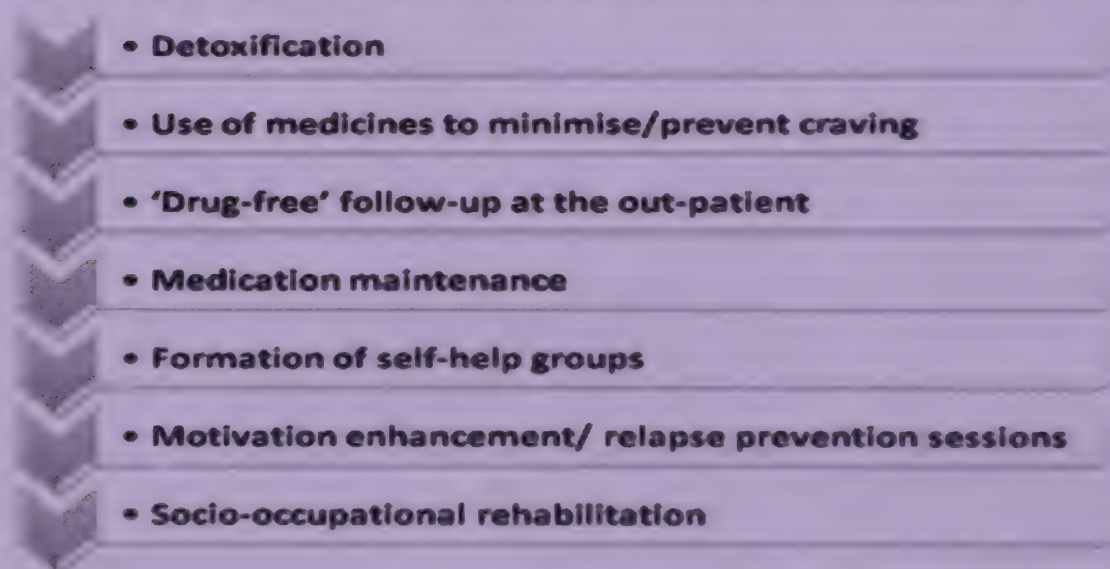 • Detoxification
• Use of medicines to minimise/prevent craving
• ‘Drug-free’ follow-up at the out-patient
• Medication maintenance
• Formation of self-help groups
• Motivation enhancement/ relapse prevention sessions
• Socio-occupational rehabilitation